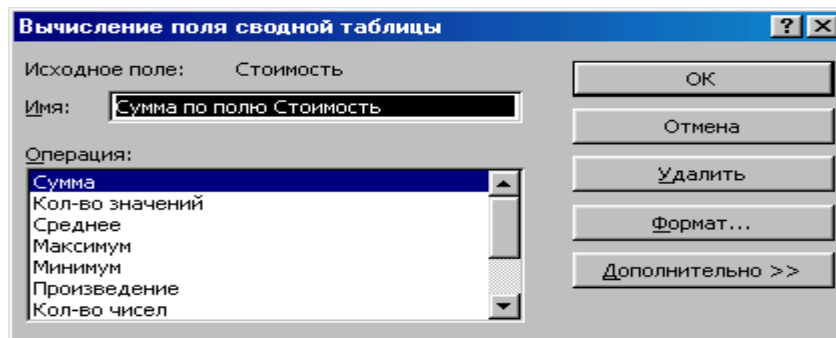 Вычисление поля сводной таблицы
Исходное поле: Стоимость
Имя: Сумма по полю Стоимость
Операция:
Сумма
Кол-во значений
Среднее
Максимум
Минимум
Произведение
Кол-во чисел
ОК
Отмена
Удалить
Формат...
Дополнительно >>